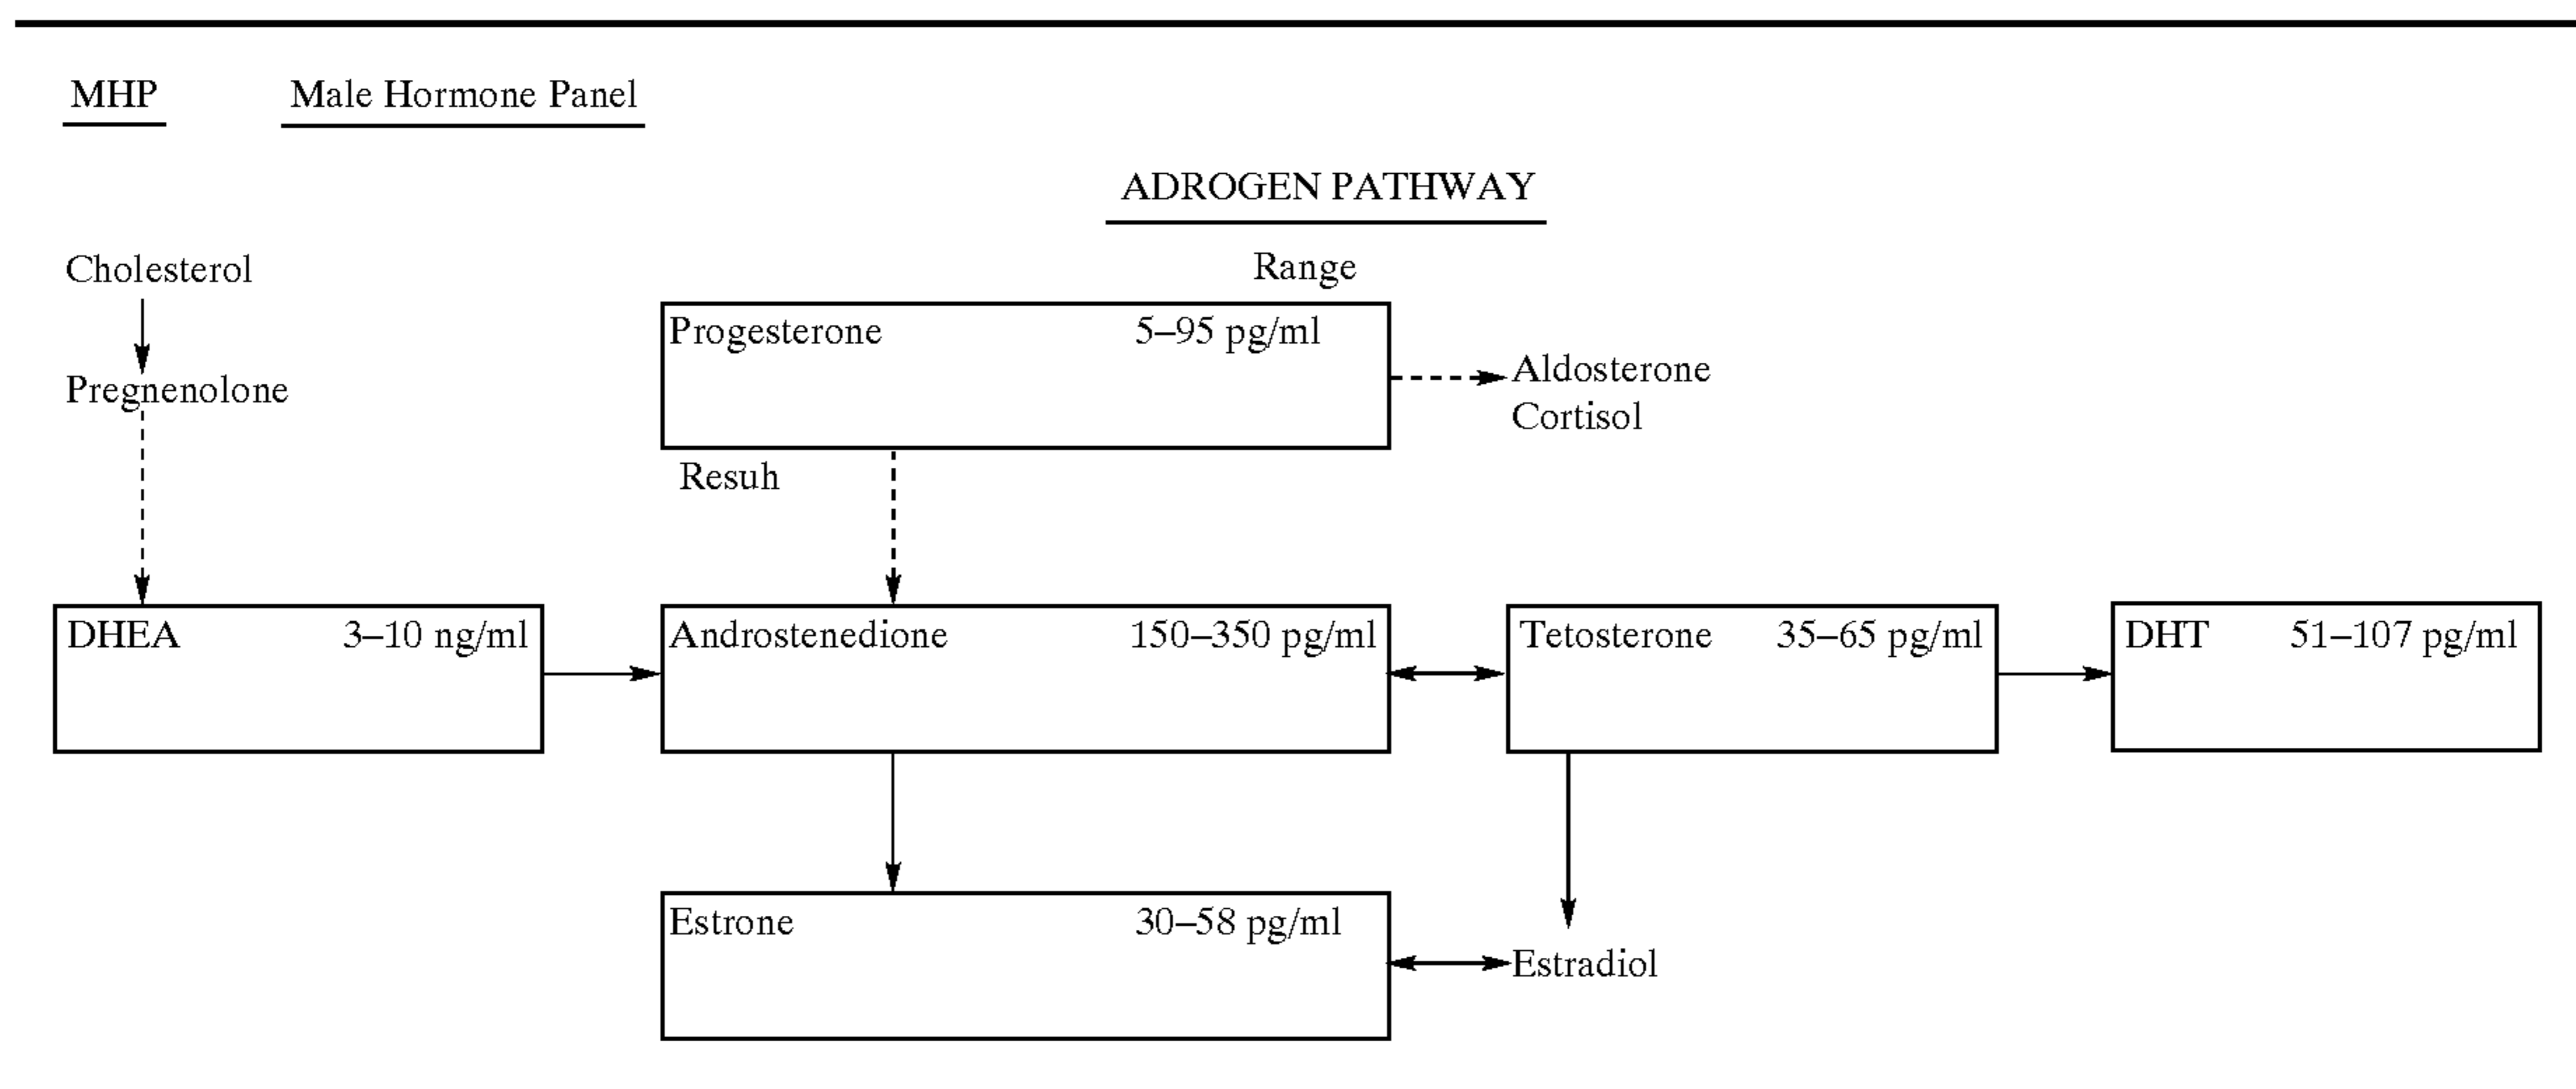 MHP Male Hormone Panel
ADROGEN PATHWAY
Cholesterol
Range
Progesterone 5–95 pg/ml
Pregnenolone
Aldosterone
Cortisol
Resuh
DHEA 3–10 ng/ml
Androstenedione 150–350 pg/ml
Tetosterone 35–65 pg/ml
DHT 51–107 pg/ml
Estrone 30–58 pg/ml
Estradiol